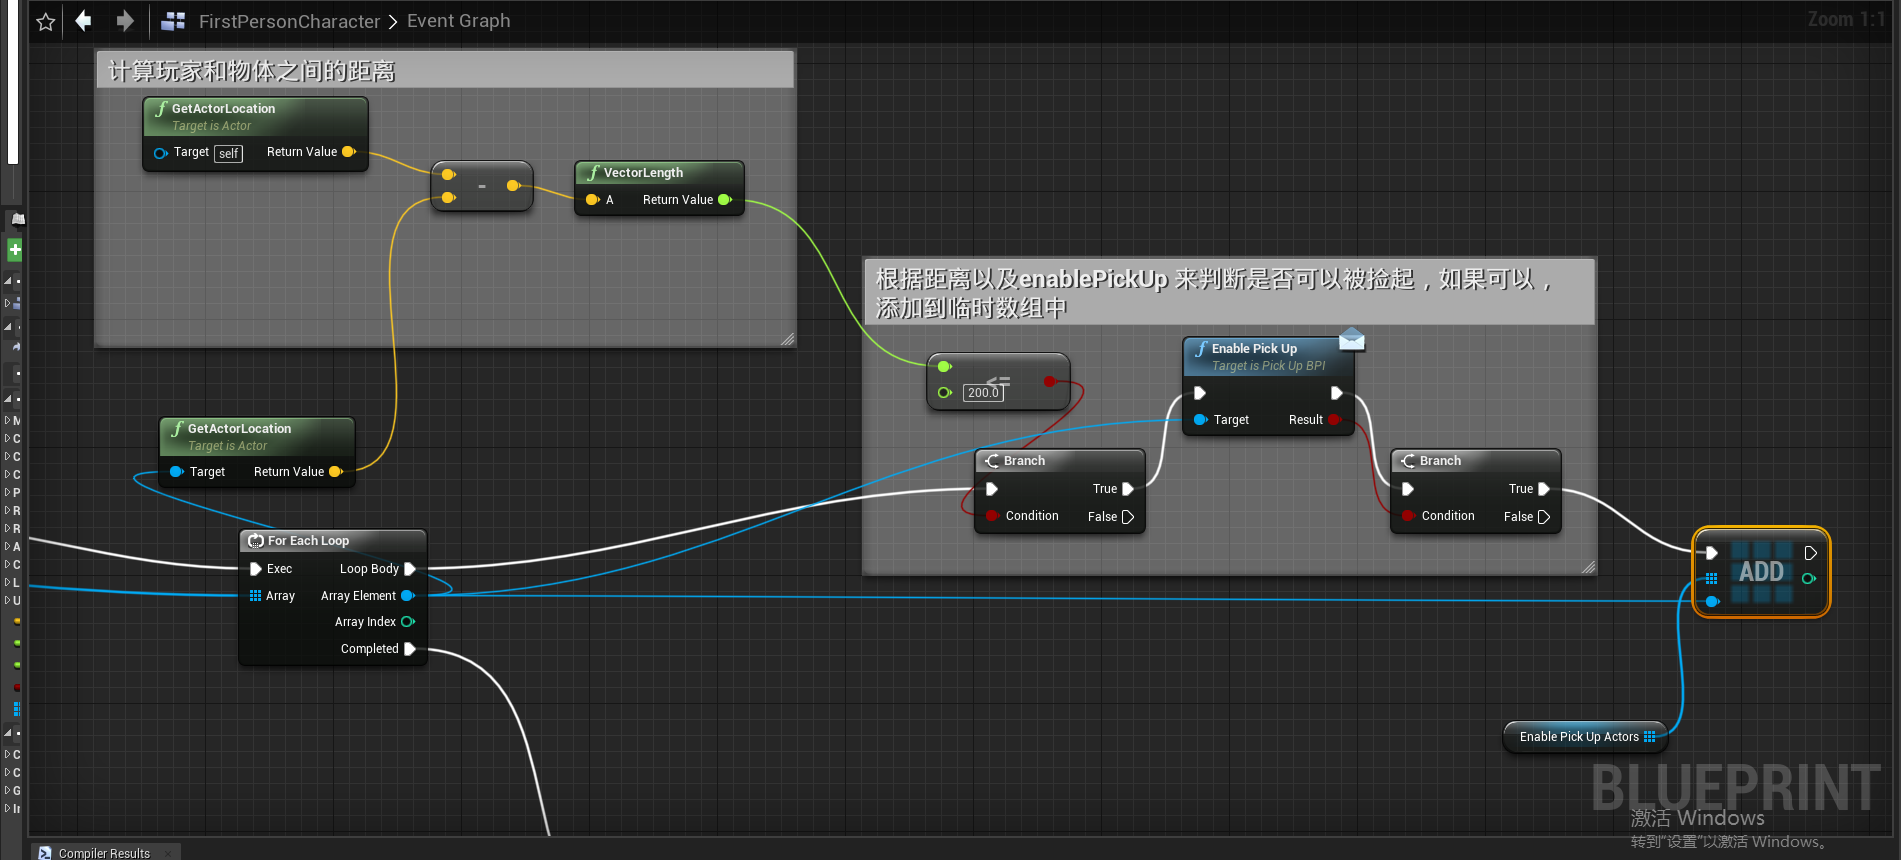 FirstPersonCharacter > Event Graph
Zoom 1:1
计算玩家和物体之间的距离
GetActorLocation
Target is Actor
Target self Return Value
-
VectorLength
A Return Value
根据距离以及enablePickUp 来判断是否可以被捡起，如果可以，
添加到临时数组中
<=
200.0
Enable Pick Up
Target is Pick Up BPI
Target Result
GetActorLocation
Target is Actor
Target Return Value
Branch
True
Condition False
Branch
True
Condition False
For Each Loop
Exec Loop Body
Array Array Element
Array Index
Completed
ADD
Enable Pick Up Actors
BLUEPRINT
激活 Windows
转到“设置”以激活 Windows。
Compiler Results